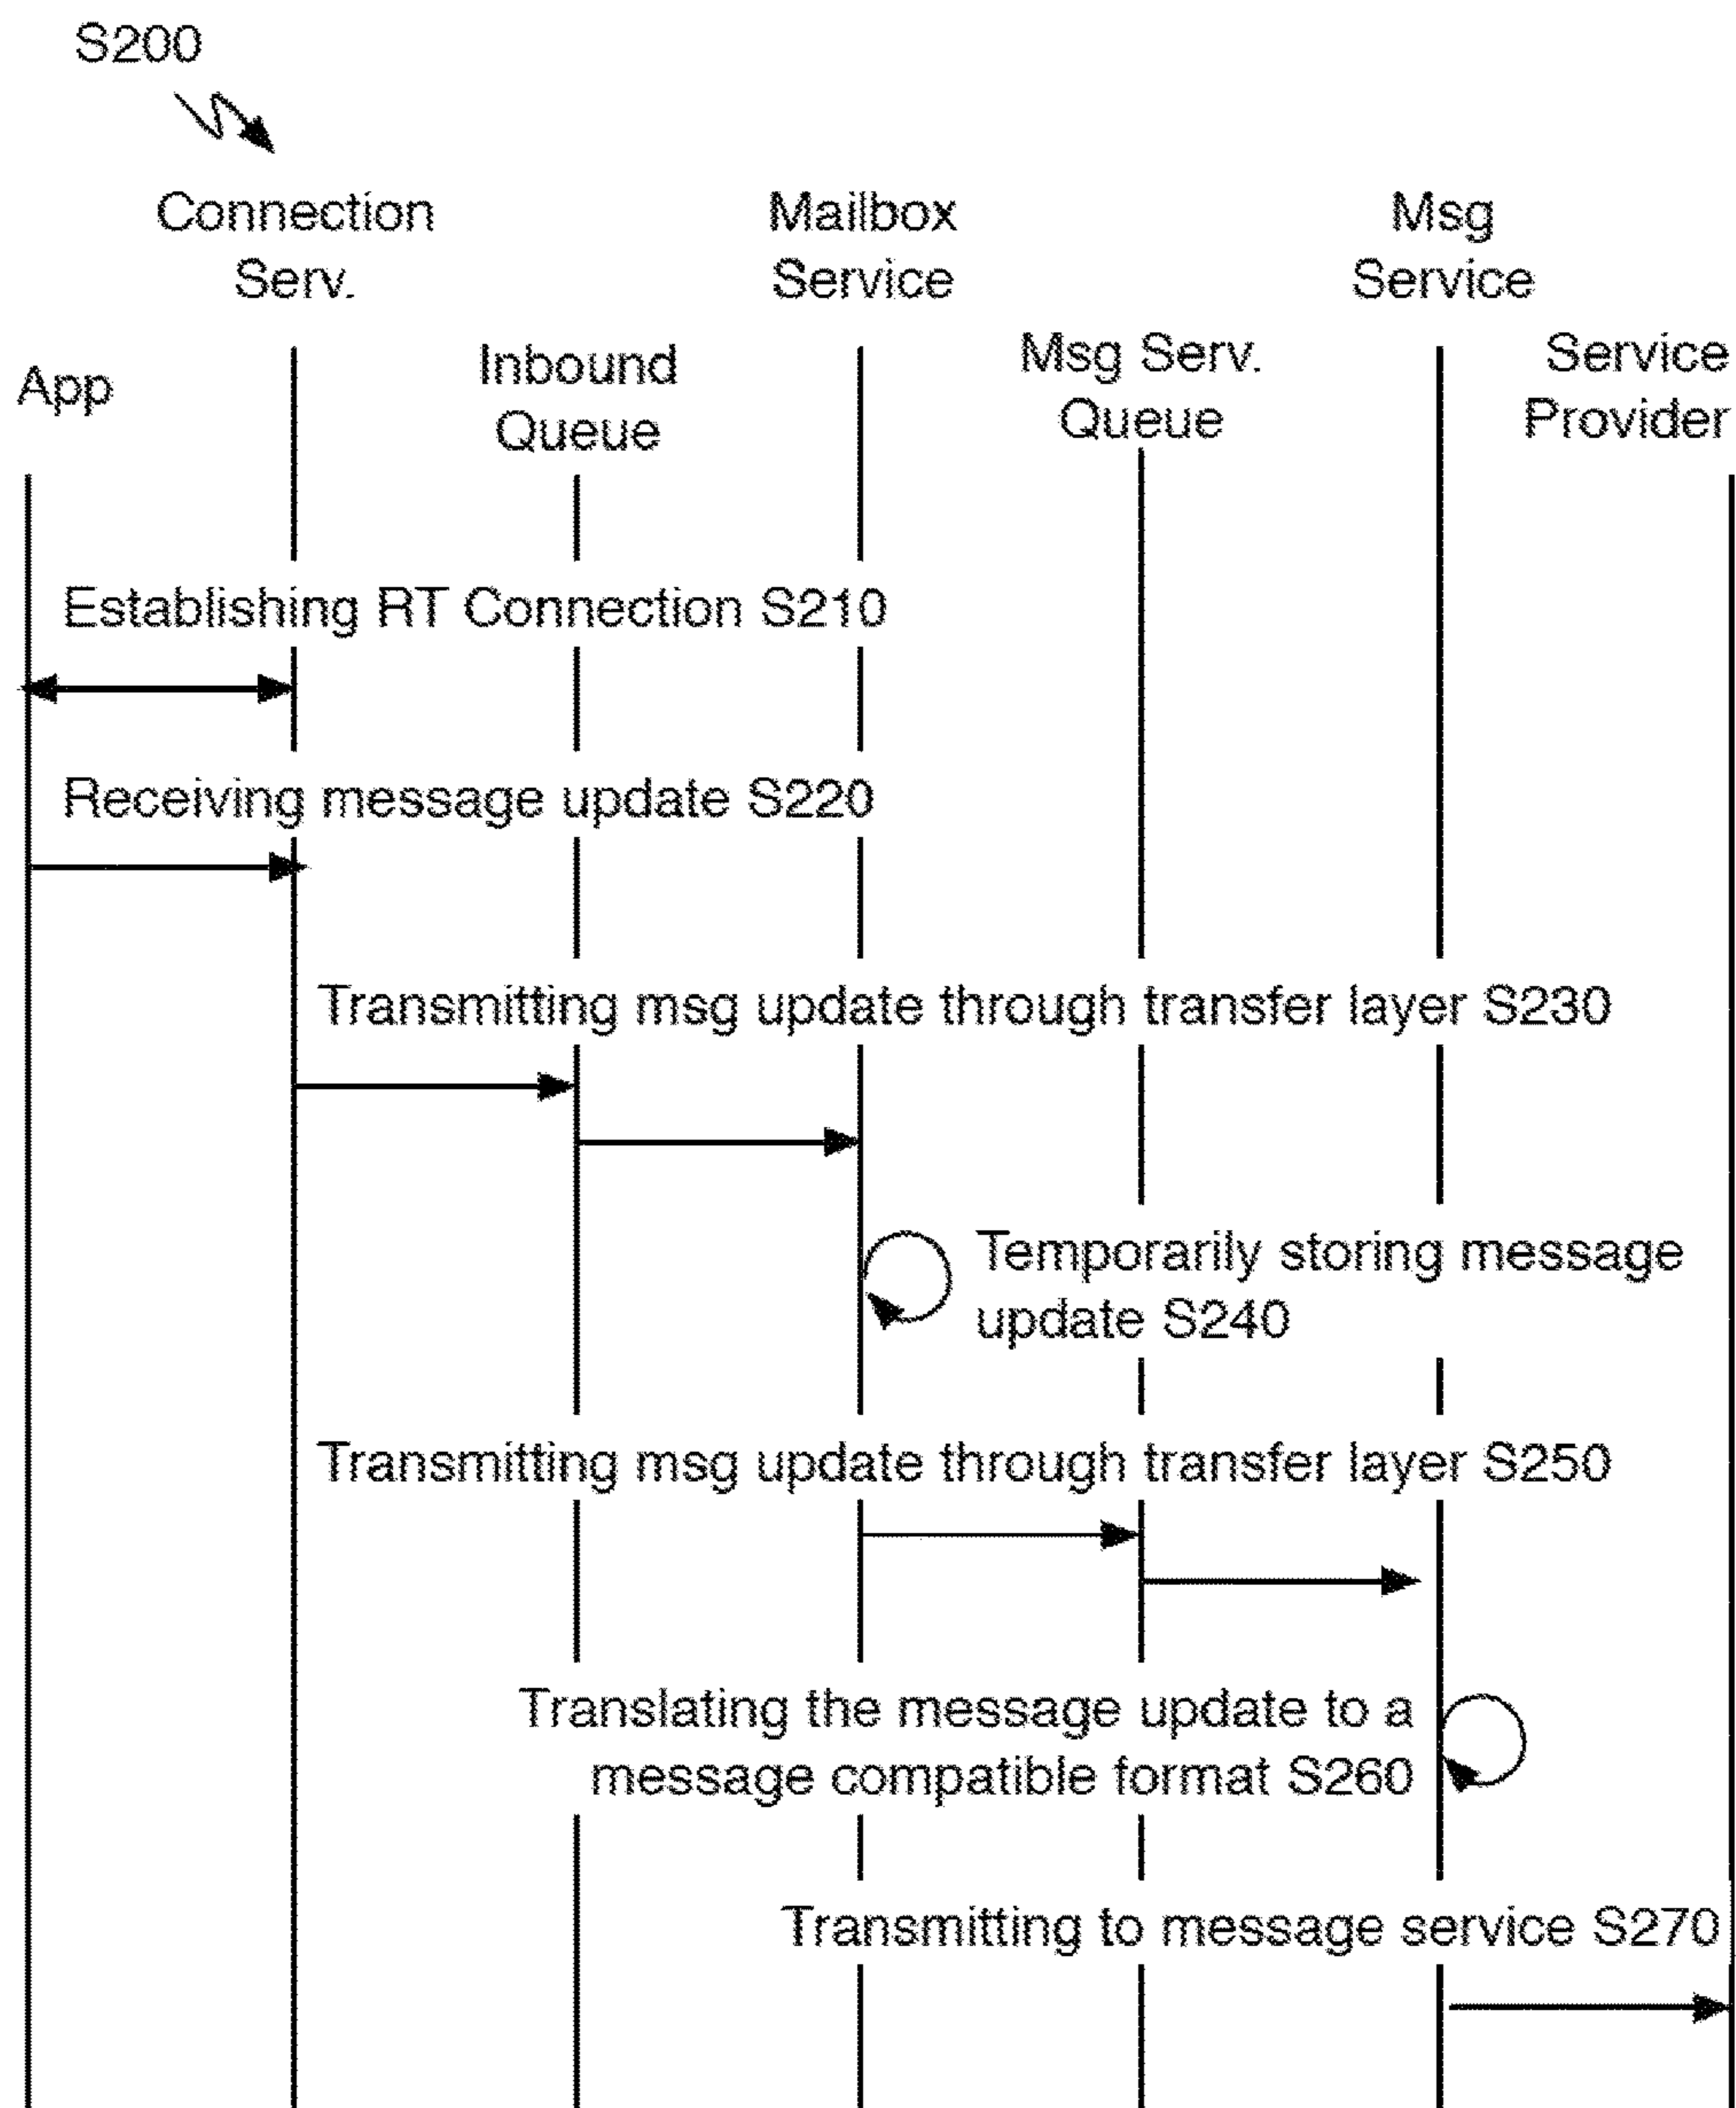 S200
Connection
Serv.
Mailbox
Service
Msg
Service
App
Inbound
Queue
Msg Serv.
Queue
Service
Provider
Establishing RT Connection S210
Receiving message update S220
Transmitting msg update through transfer layer S230
Temporarily storing message
update S240
Transmitting msg update through transfer layer S250
Translating the message update to a
message compatible format S260
Transmitting to message service S270